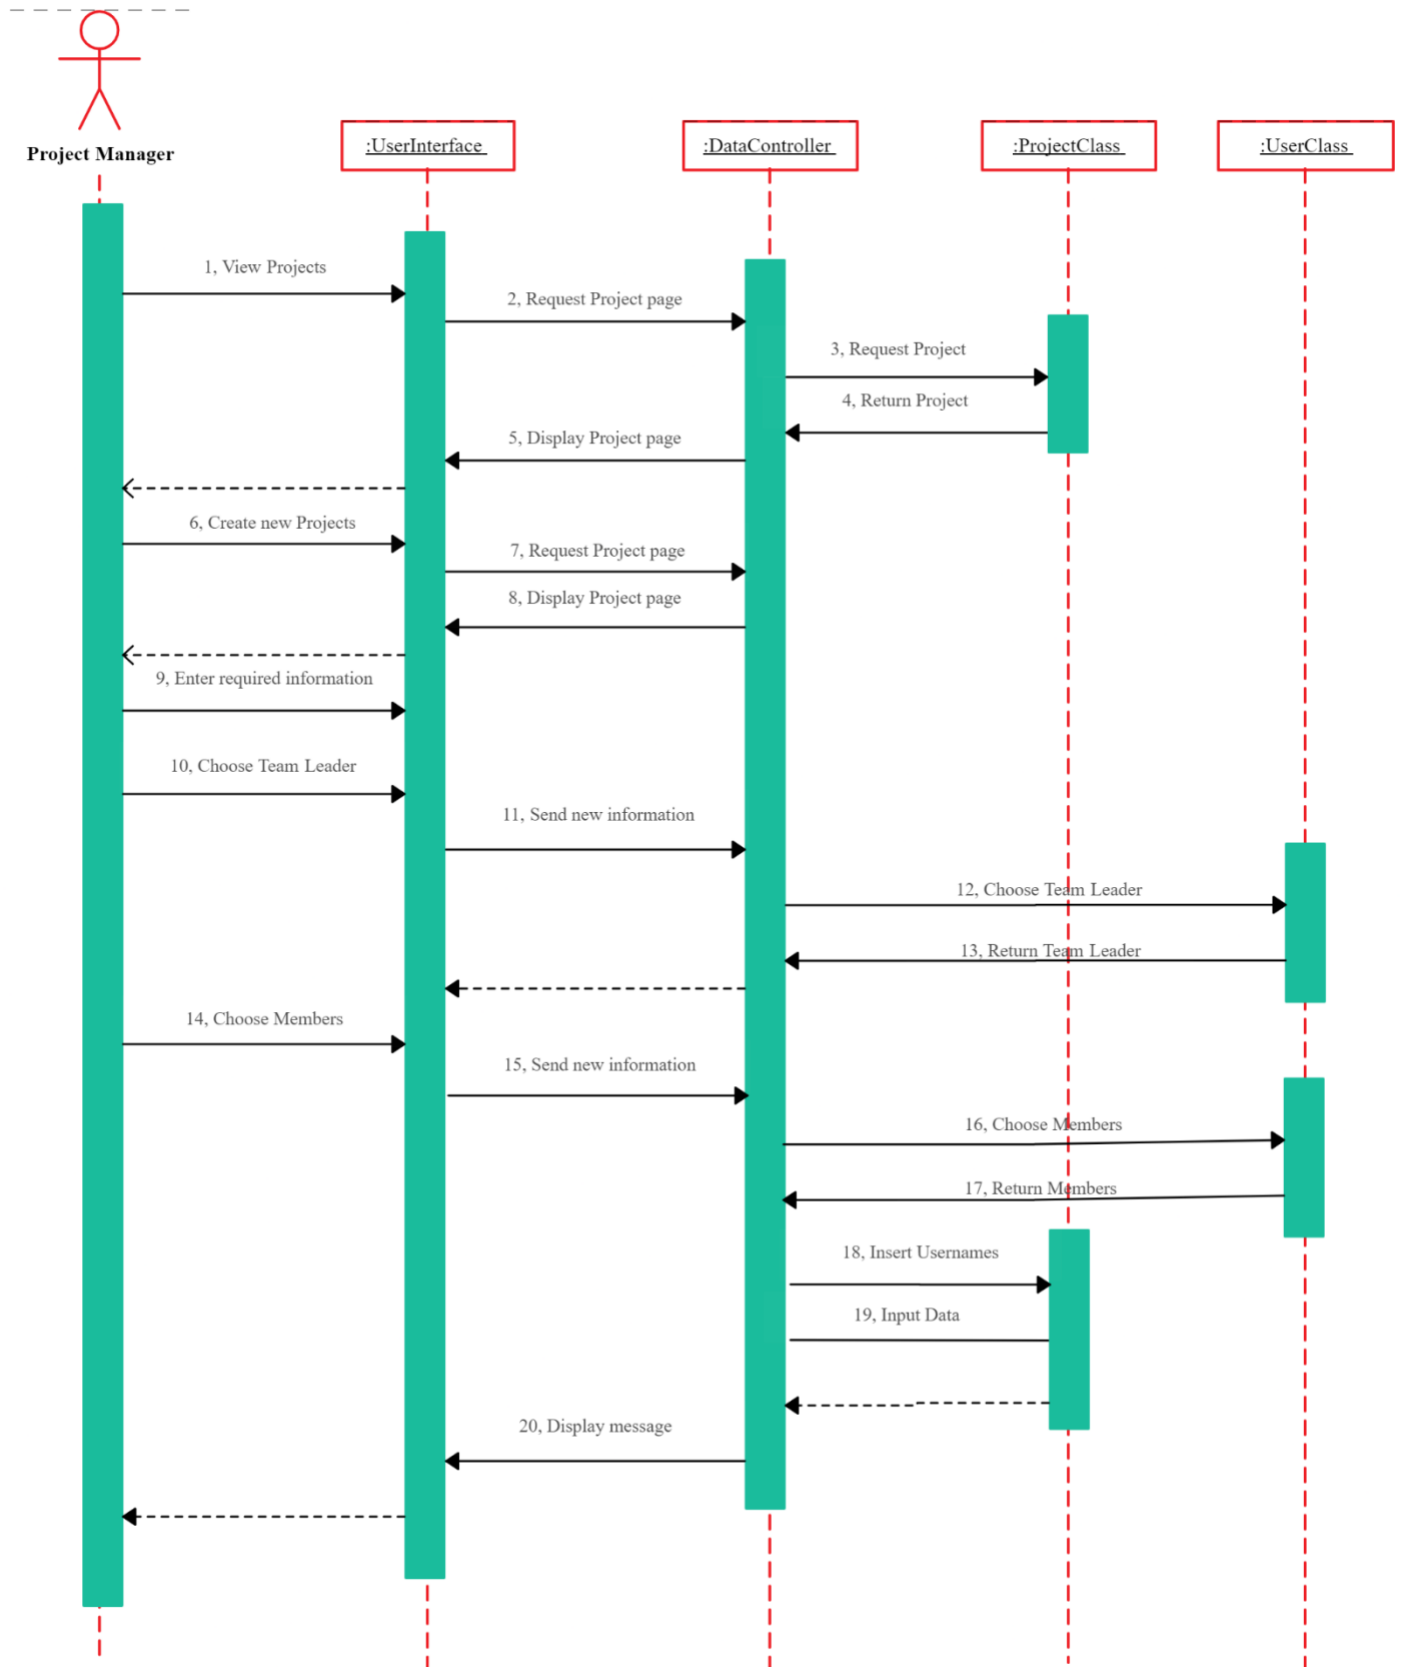 Project Manager
:UserInterface
:DataController
:ProjectClass
:UserClass
1, View Projects
2, Request Project page
3, Request Project
4, Return Project
5, Display Project page
6, Create new Projects
7, Request Project page
8, Display Project page
9, Enter required information
10, Choose Team Leader
11, Send new information
12, Choose Team Leader
13, Return Team Leader
14, Choose Members
15, Send new information
16, Choose Members
17, Return Members
18, Insert Usernames
19, Input Data
20, Display message